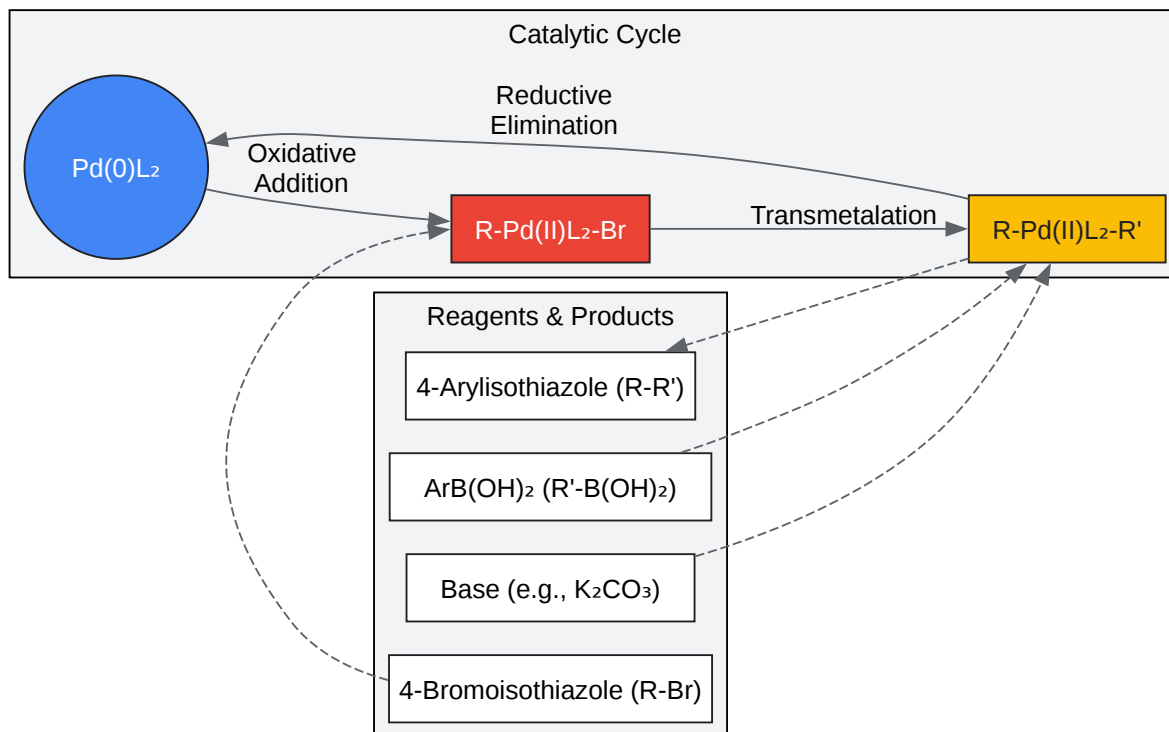 Catalytic Cycle
Reductive
Elimination
Oxidative
Addition
Pd(0)L₂
R-Pd(II)L₂-Br
Transmetalation
R-Pd(II)L₂-R'
Reagents & Products
4-Arylisothiazole (R-R')
ArB(OH)₂ (R'-B(OH)₂)
Base (e.g., K₂CO₃)
4-Bromoisothiazole (R-Br)